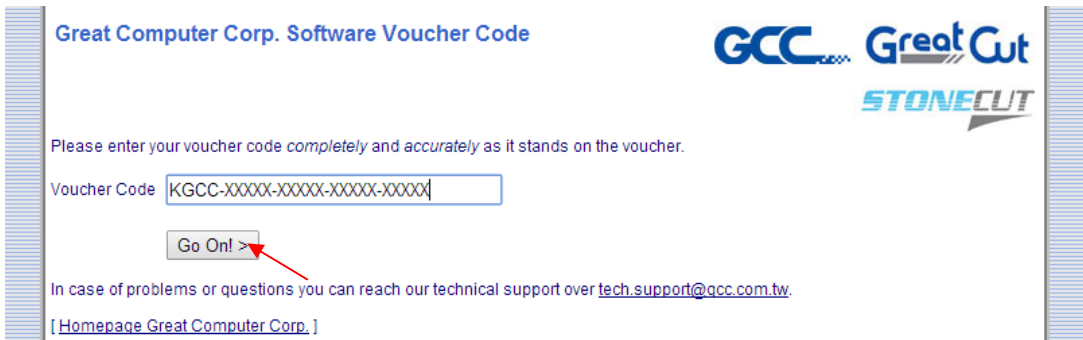 Great Computer Corp. Software Voucher Code
GCC
Great Cut
STONECUT
Please enter your voucher code completely and accurately as it stands on the voucher.
Voucher Code KGCC-XXXXX-XXXXX-XXXXX-XXXXX
Go On! >
In case of problems or questions you can reach our technical support over tech.support@gcc.com.tw.
[ Homepage Great Computer Corp. ]